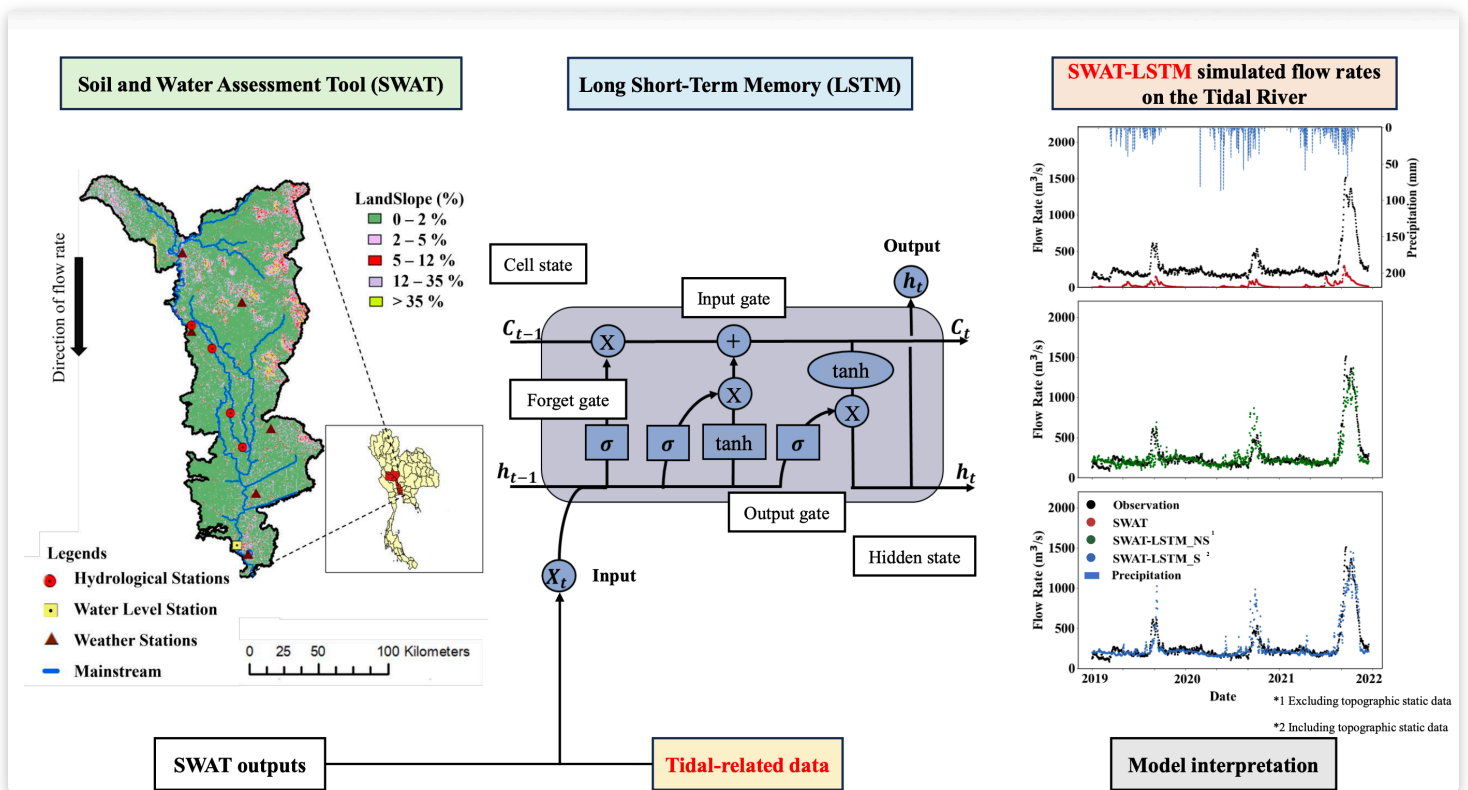 Soil and Water Assessment Tool (SWAT)
Long Short-Term Memory (LSTM)
SWAT-LSTM simulated flow rates
on the Tidal River
Direction of flow rate
LandSlope (%)
0 – 2 %
2 – 5 %
5 – 12 %
12 – 35 %
> 35 %
Legends
Hydrological Stations
Water Level Station
Weather Stations
Mainstream
0 25 50 100 Kilometers
Cell state
Input gate
Output
h_t
C_{t-1}
X
+
C_t
tanh
Forget gate
X
X
σ
σ
tanh
σ
h_{t-1}
h_t
Output gate
Hidden state
X_t
Input
SWAT outputs
Tidal-related data
Flow Rate (m³/s)
2000
1500
1000
500
0
Precipitation (mm)
0
50
100
150
200
Flow Rate (m³/s)
2000
1500
1000
500
0
Flow Rate (m³/s)
2000
1500
1000
500
0
Observation
SWAT
SWAT-LSTM_NS ¹
SWAT-LSTM_S ²
Precipitation
2019 2020 2021 2022
Date
*1 Excluding topographic static data
*2 Including topographic static data
Model interpretation